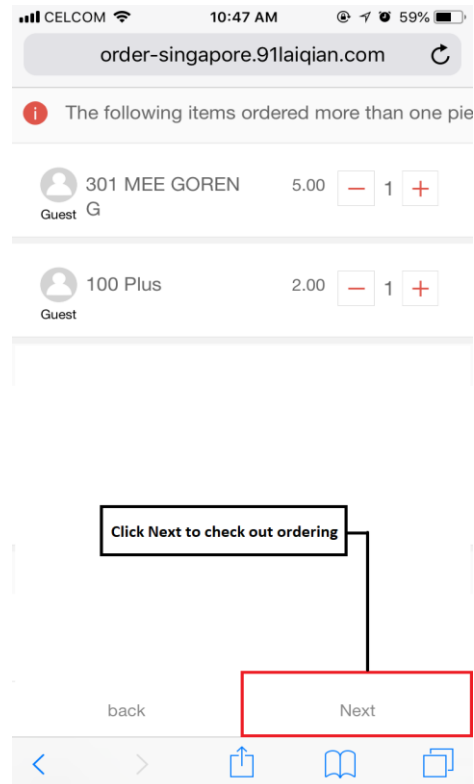 CELCOM 10:47 AM 59%
order-singapore.91laiqian.com
The following items ordered more than one pie
301 MEE GOREN 5.00 1
G
Guest
100 Plus 2.00 1
Guest
Click Next to check out ordering
back Next